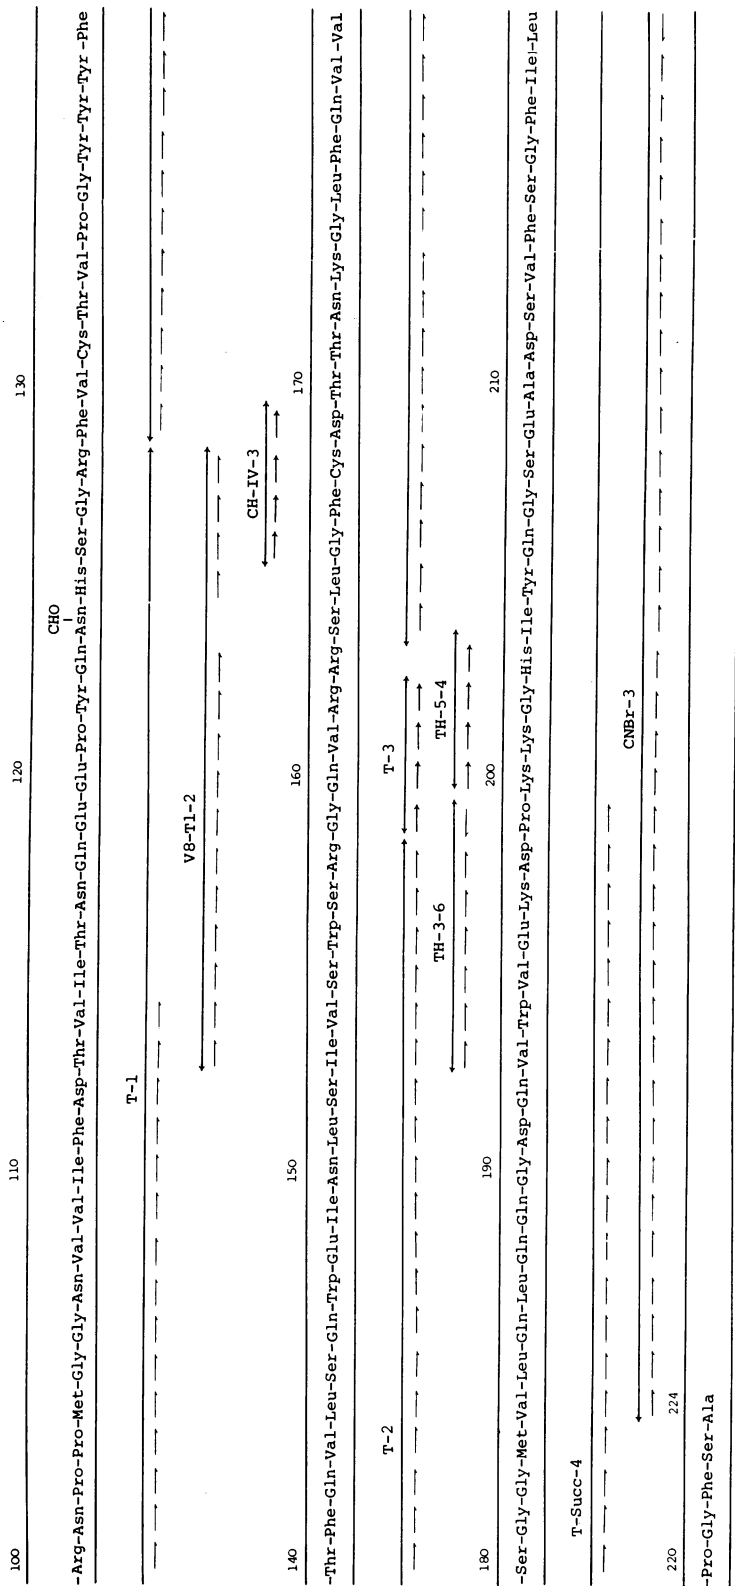 100 110 120 130
CHO
-Arg-Asn-Pro-Pro-Met-Gly-Gly-Asn-Val-Val-Ile-Phe-Asp-Thr-Val-Ile-Thr-Asn-Gln-Glu-Glu-Pro-Tyr-Gln-Asn-His-Ser-Gly-Arg-Phe-Val-Cys-Thr-Val-Pro-Gly-Tyr-Tyr-Tyr-Phe
T-1
V8-T1-2
CH-IV-3
140 150 160 170
-Thr-Phe-Gln-Val-Leu-Ser-Gln-Trp-Glu-Ile-Asn-Leu-Ser-Ile-Val-Ser-Trp-Ser-Arg-Gly-Gln-Val-Arg-Arg-Ser-Leu-Gly-Phe-Cys-Asp-Thr-Thr-Asn-Lys-Gly-Leu-Phe-Gln-Val-Val
T-2 T-3
TH-3-6 TH-5-4
180 190 200 210
-Ser-Gly-Gly-Met-Val-Leu-Gln-Leu-Gln-Gln-Gly-Asp-Gln-Val-Trp-Val-Glu-Lys-Asp-Pro-Lys-Lys-Gly-His-Ile-Tyr-Gln-Gly-Ser-Glu-Ala-Asp-Ser-Val-Phe-Ser-Gly-Phe-Ile-Leu
T-Succ-4
CNBr-3
220 224
-Pro-Gly-Phe-Ser-Ala